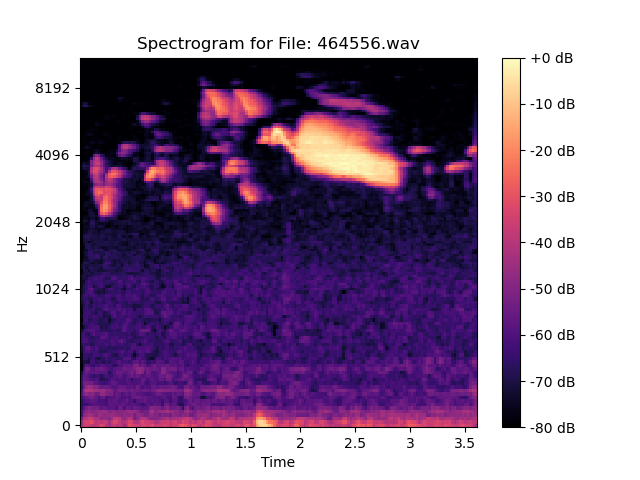 Spectrogram for File: 464556.wav
8192
4096
2048
1024
512
0
Hz
0 0.5 1 1.5 2 2.5 3 3.5
Time
+0 dB
-10 dB
-20 dB
-30 dB
-40 dB
-50 dB
-60 dB
-70 dB
-80 dB